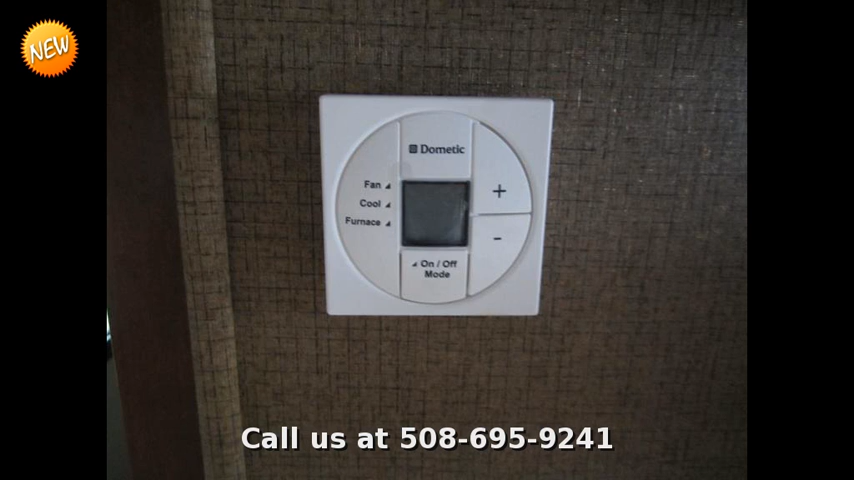 NEW
Dometic
Fan
Cool
Furnace
+
-
On / Off
Mode
Call us at 508-695-9241